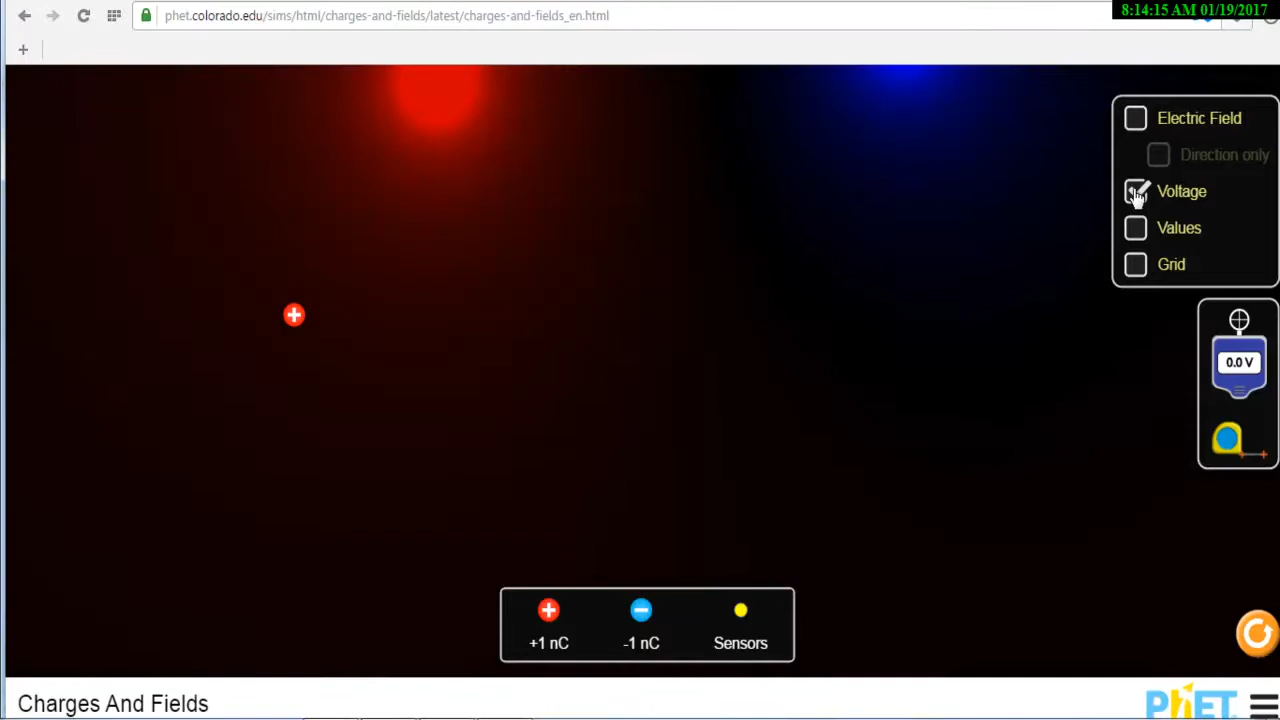 8:14:15 AM 01/19/2017
phet.colorado.edu/sims/html/charges-and-fields/latest/charges-and-fields_en.html
Electric Field
Direction only
Voltage
Values
Grid
0.0 V
+1 nC
-1 nC
Sensors
Charges And Fields
PhET